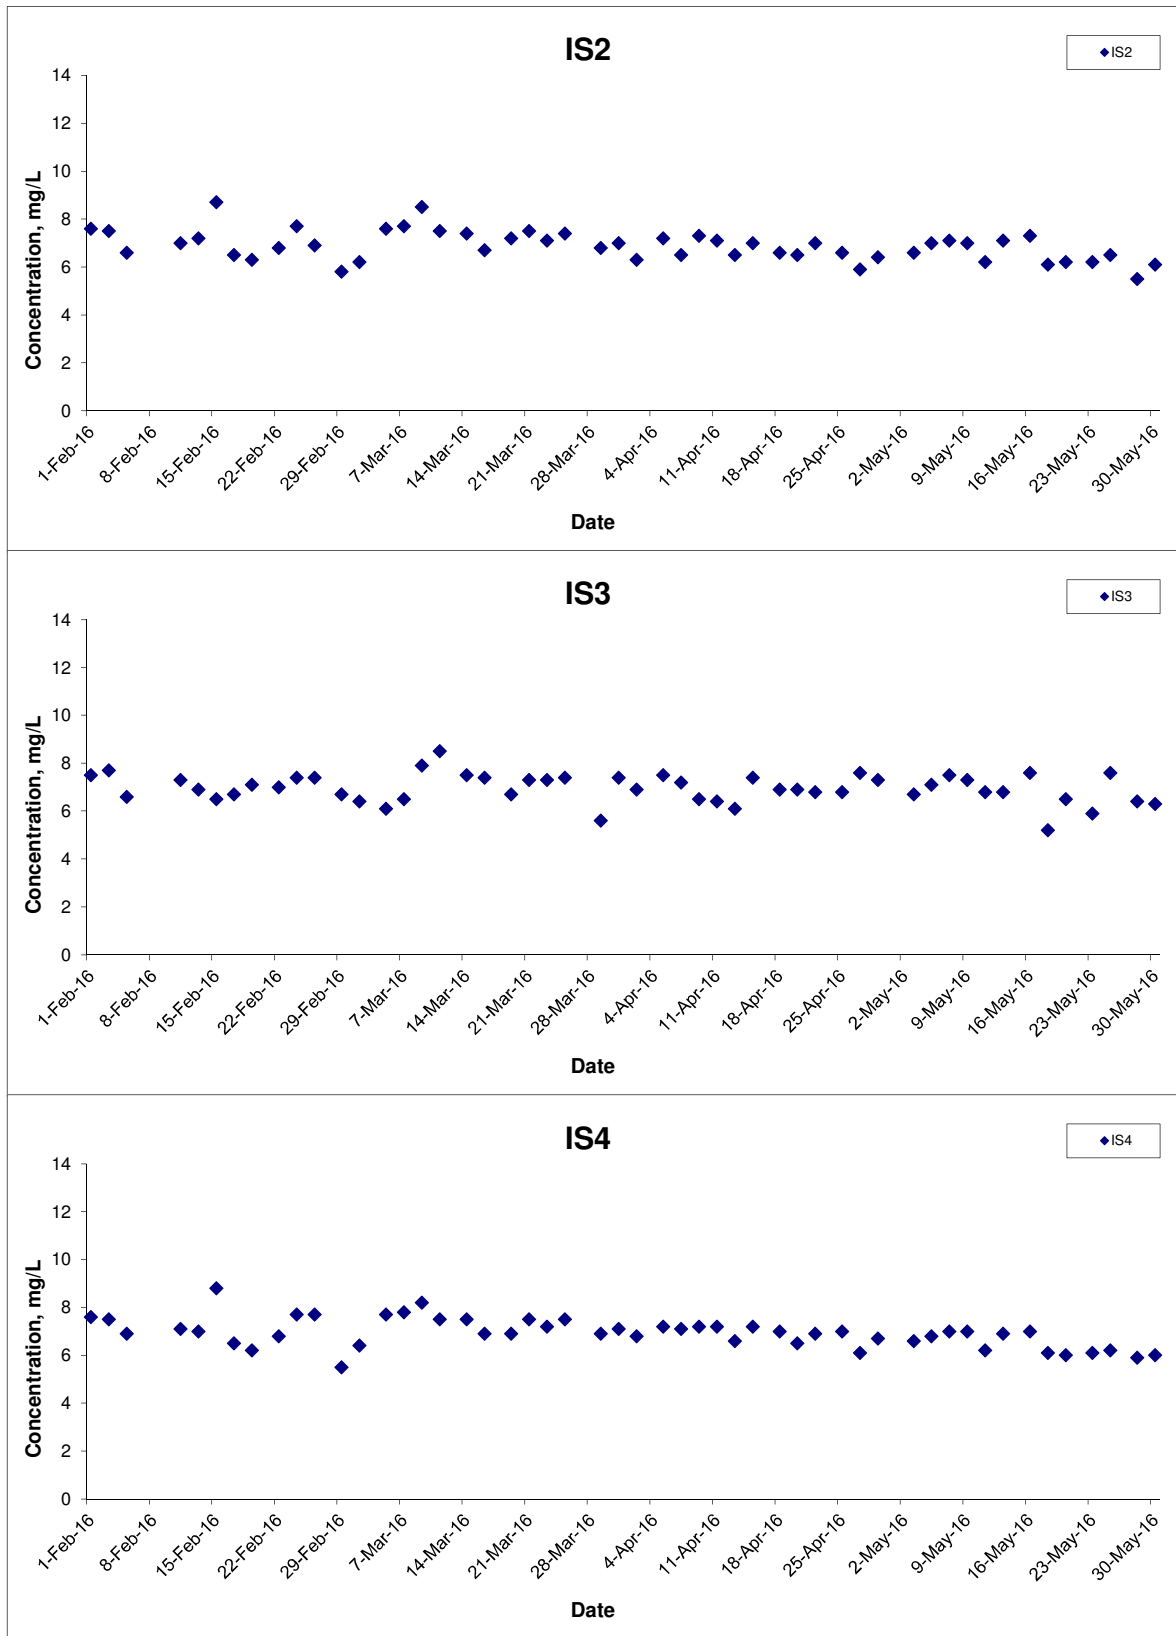 IS2
IS2
14
12
10
8
6
4
2
0
Concentration, mg/L
1-Feb-16
8-Feb-16
15-Feb-16
22-Feb-16
29-Feb-16
7-Mar-16
14-Mar-16
21-Mar-16
28-Mar-16
4-Apr-16
11-Apr-16
18-Apr-16
25-Apr-16
2-May-16
9-May-16
16-May-16
23-May-16
30-May-16
Date
IS3
IS3
14
12
10
8
6
4
2
0
Concentration, mg/L
1-Feb-16
8-Feb-16
15-Feb-16
22-Feb-16
29-Feb-16
7-Mar-16
14-Mar-16
21-Mar-16
28-Mar-16
4-Apr-16
11-Apr-16
18-Apr-16
25-Apr-16
2-May-16
9-May-16
16-May-16
23-May-16
30-May-16
Date
IS4
IS4
14
12
10
8
6
4
2
0
Concentration, mg/L
1-Feb-16
8-Feb-16
15-Feb-16
22-Feb-16
29-Feb-16
7-Mar-16
14-Mar-16
21-Mar-16
28-Mar-16
4-Apr-16
11-Apr-16
18-Apr-16
25-Apr-16
2-May-16
9-May-16
16-May-16
23-May-16
30-May-16
Date